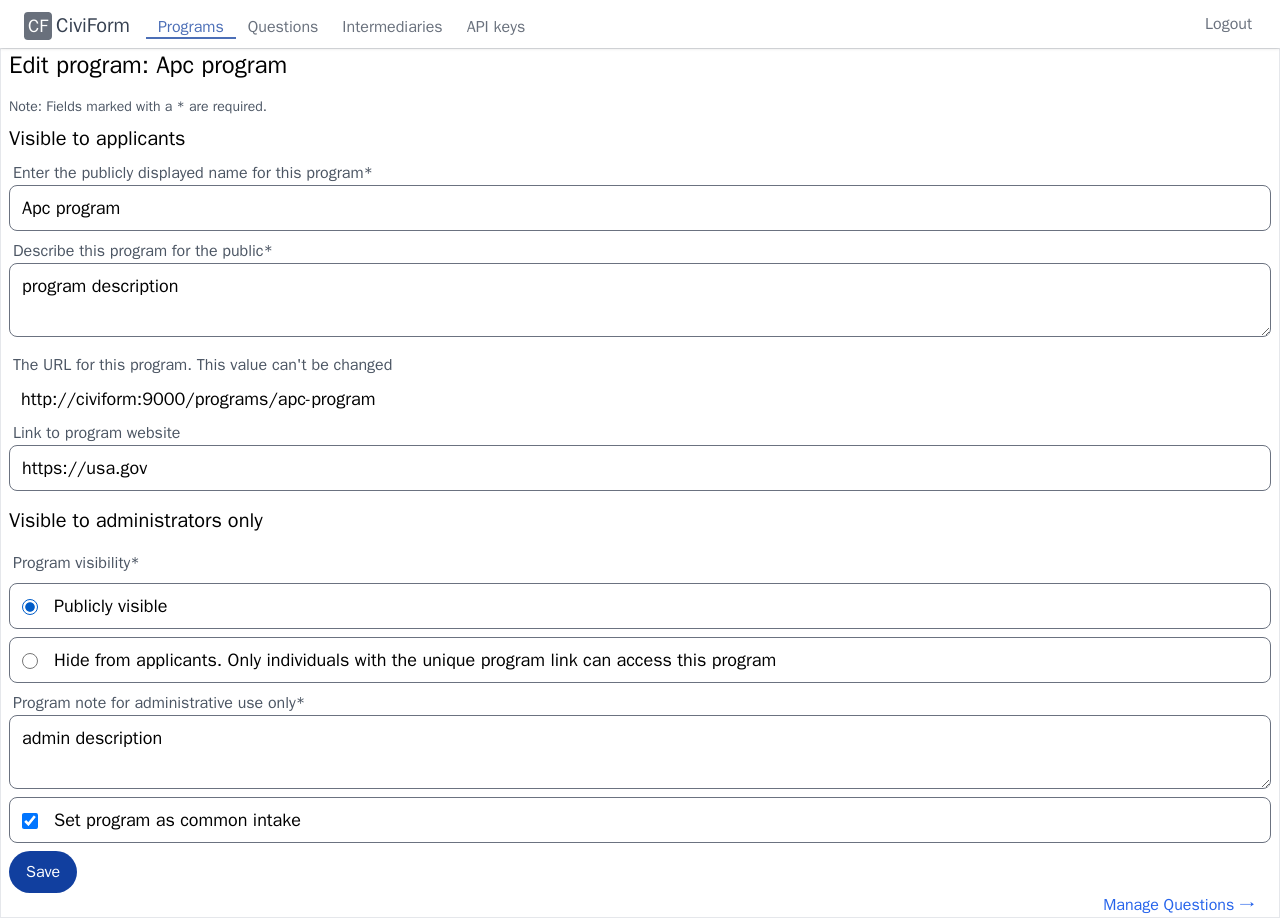 CF CiviForm Programs Questions Intermediaries API keys Logout
Edit program: Apc program
Note: Fields marked with a * are required.
Visible to applicants
Enter the publicly displayed name for this program*
Apc program
Describe this program for the public*
program description
The URL for this program. This value can't be changed
http://civiform:9000/programs/apc-program
Link to program website
https://usa.gov
Visible to administrators only
Program visibility*
Publicly visible
Hide from applicants. Only individuals with the unique program link can access this program
Program note for administrative use only*
admin description
Set program as common intake
Save
Manage Questions →